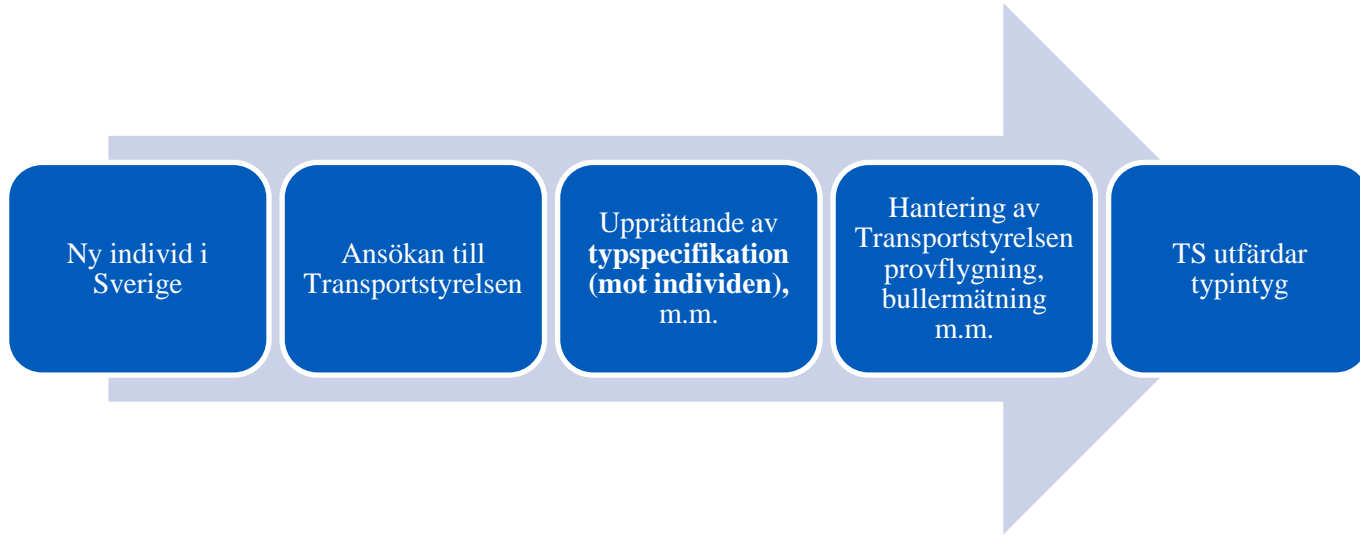 Ny individ i
Sverige
Ansökan till
Transportstyrelsen
Upprättande av
typspecifikation
(mot individen),
m.m.
Hantering av
Transportstyrelsen
provflygning,
bullermätning
m.m.
TS utfärdar
typintyg